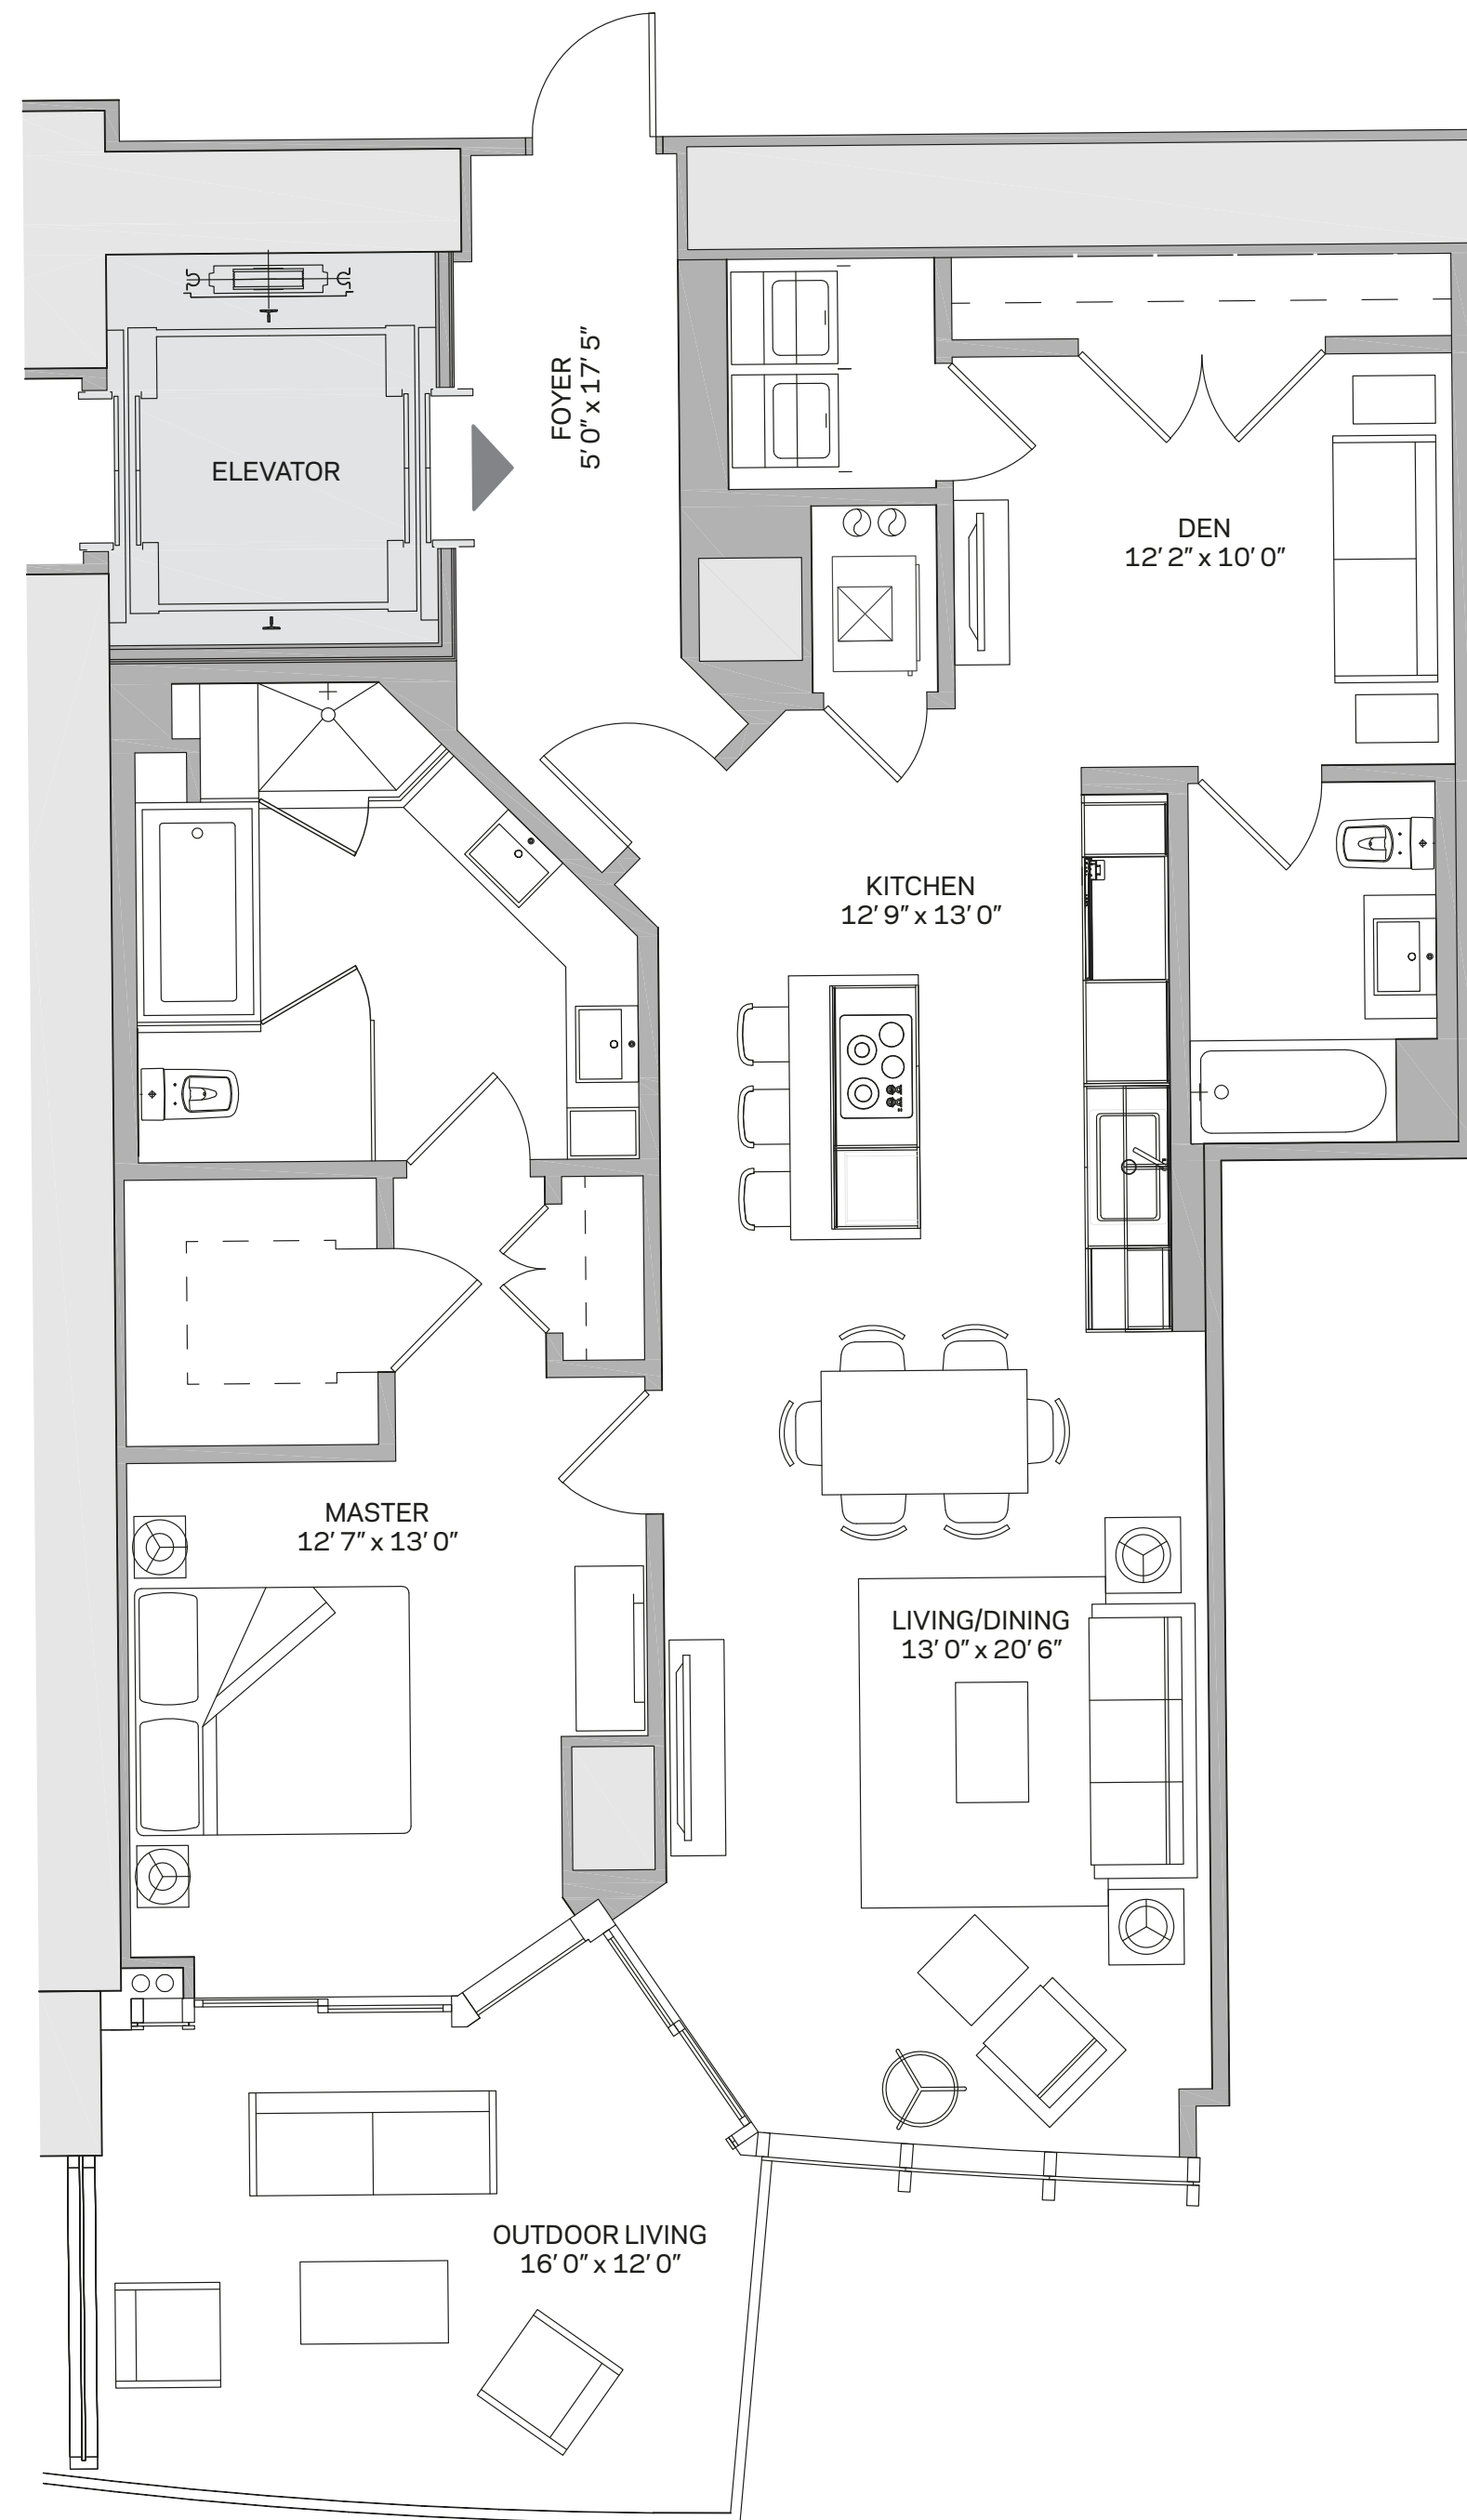 FOYER
5’ 0” x 17’ 5”
ELEVATOR
DEN
12’ 2” x 10’ 0”
KITCHEN
12’ 9” x 13’ 0”
MASTER
12’ 7” x 13’ 0”
LIVING/DINING
13’ 0” x 20’ 6”
OUTDOOR LIVING
16’ 0” x 12’ 0”